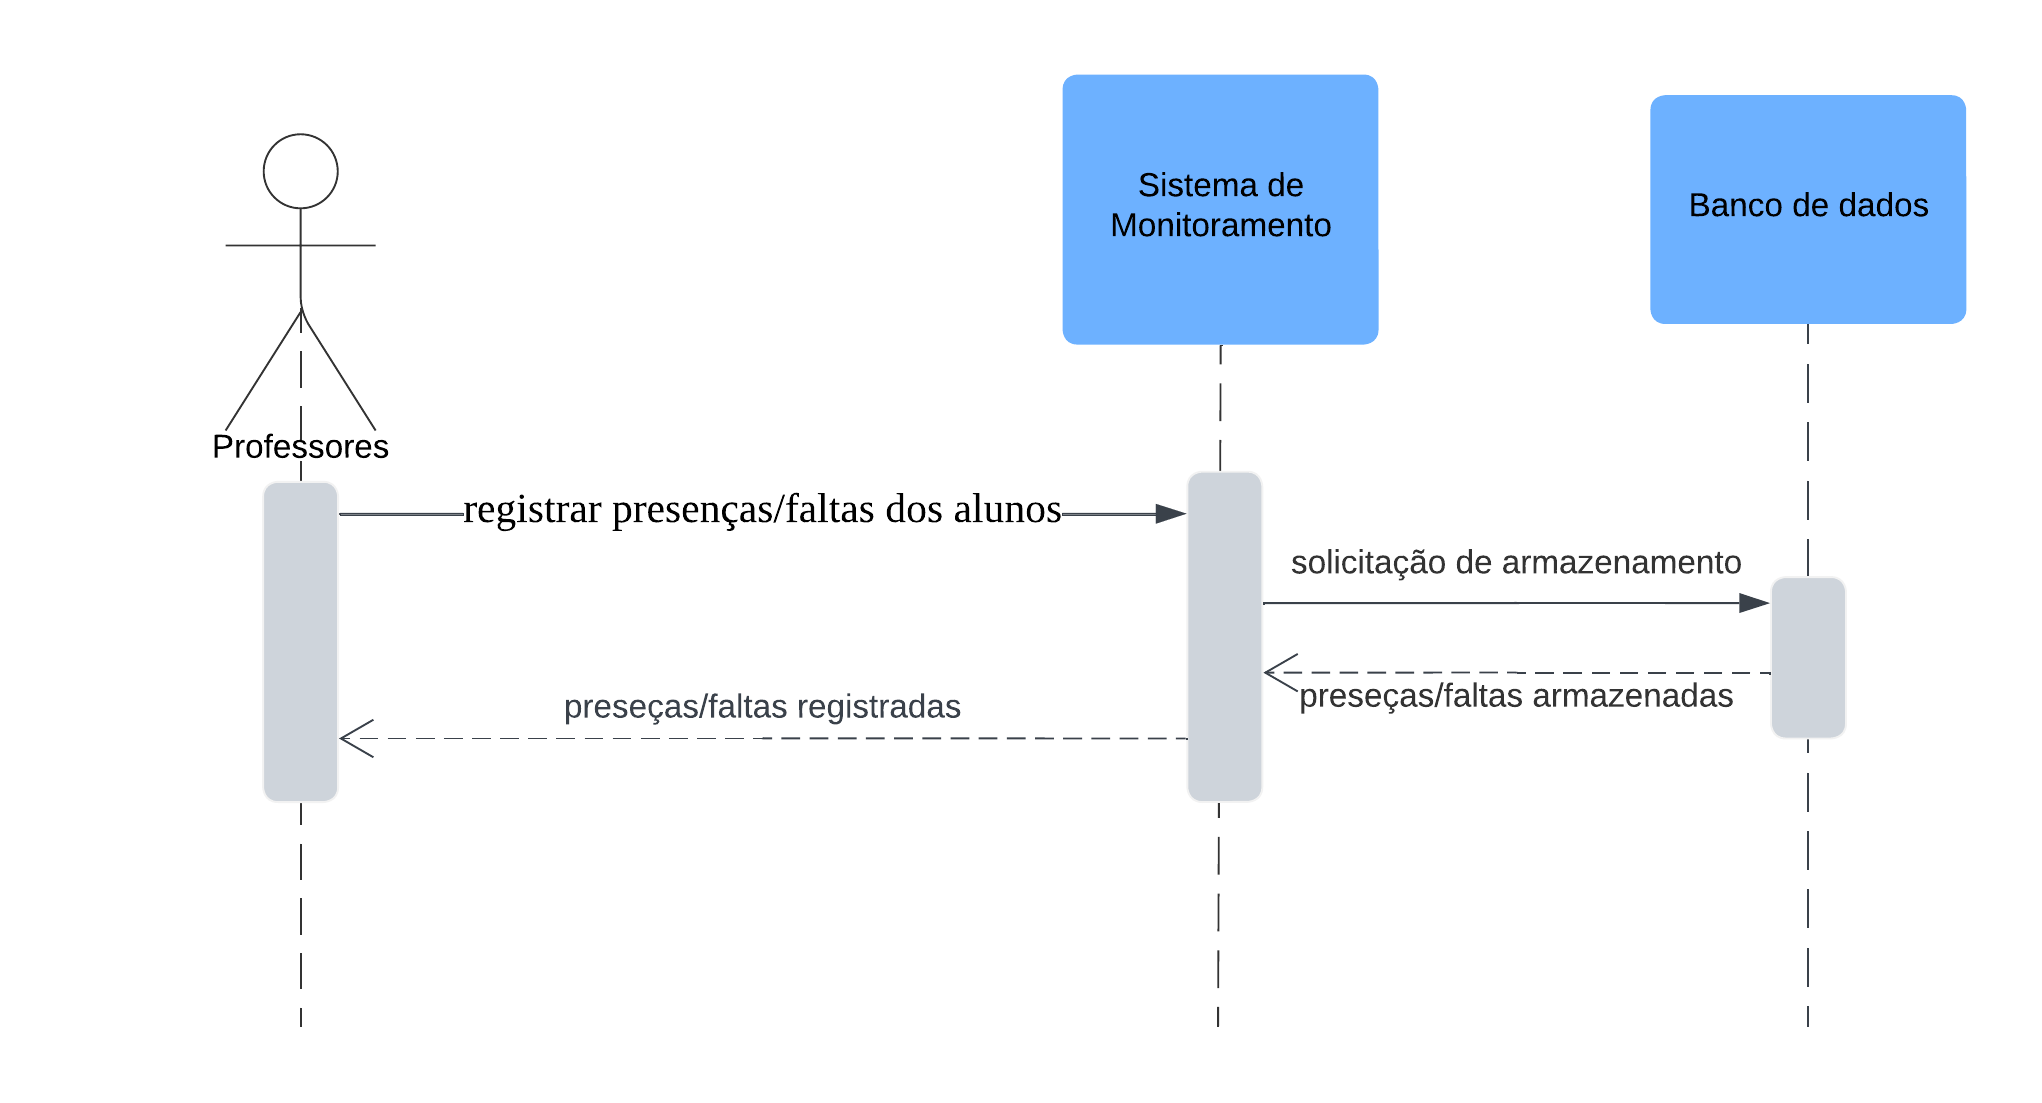 Sistema de
Monitoramento
Banco de dados
Professores
registrar presenças/faltas dos alunos
solicitação de armazenamento
preseças/faltas armazenadas
preseças/faltas registradas